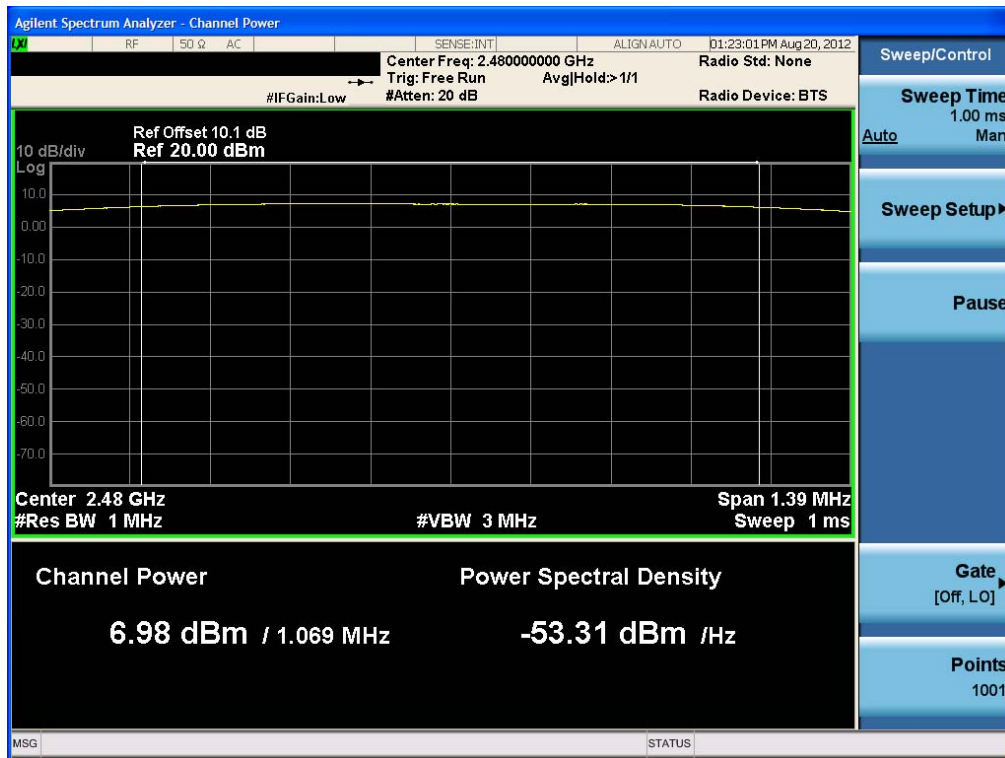 Agilent Spectrum Analyzer - Channel Power
LXI RF 50 Ω AC SENSE:INT ALIGN AUTO 01:23:01 PM Aug 20, 2012
Center Freq: 2.480000000 GHz Radio Std: None
Trig: Free Run Avg|Hold:>1/1
#IFGain:Low #Atten: 20 dB Radio Device: BTS
Ref Offset 10.1 dB
10 dB/div Ref 20.00 dBm
Log
10.0
0.00
-10.0
-20.0
-30.0
-40.0
-50.0
-60.0
-70.0
Center 2.48 GHz Span 1.39 MHz
#Res BW 1 MHz #VBW 3 MHz Sweep 1 ms
Channel Power Power Spectral Density
6.98 dBm / 1.069 MHz -53.31 dBm /Hz
MSG STATUS
Sweep/Control
Sweep Time
1.00 ms
Auto Man
Sweep Setup
Pause
Gate
[Off, LO]
Points
1001